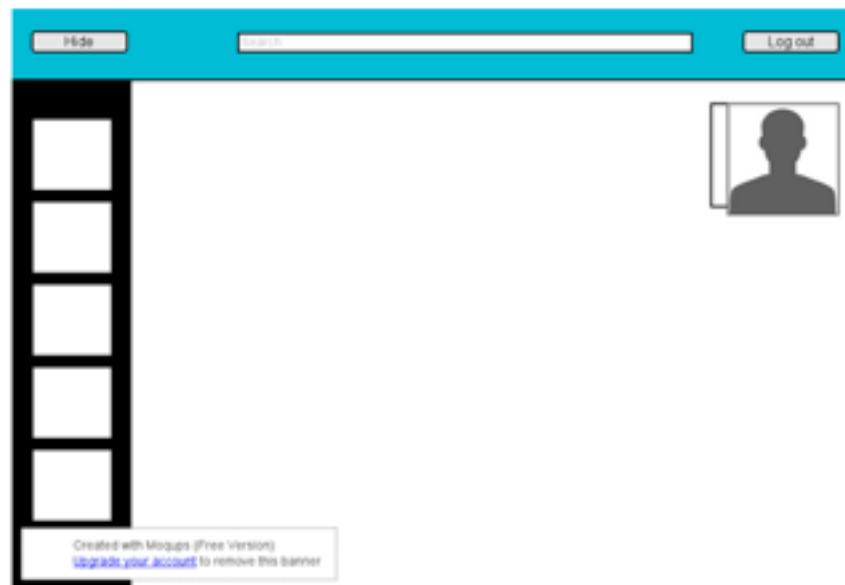 Hide
Search
Log out
Created with Moqups (Free Version)
Upgrade your account to remove this banner